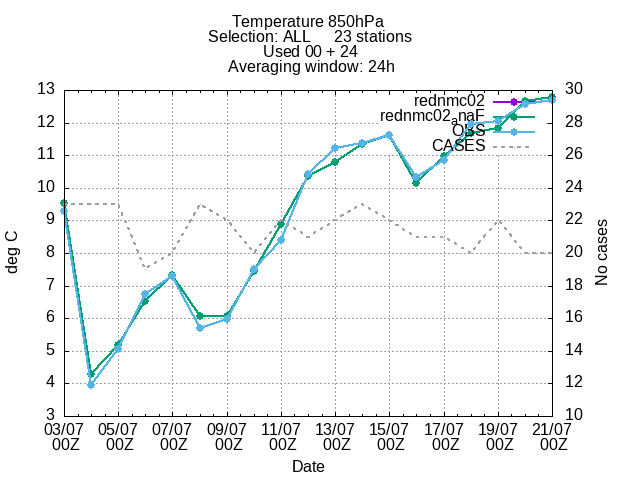 Temperature 850hPa
Selection: ALL 23 stations
Used 00 + 24
Averaging window: 24h
13 30
rednmc02
rednmc02_anaF
12 28
OBS
CASES
11 26
10 24
9 22
8 20
7 18
6 16
5 14
4 12
3 10
deg C
No cases
03/07 05/07 07/07 09/07 11/07 13/07 15/07 17/07 19/07 21/07
00Z 00Z 00Z 00Z 00Z 00Z 00Z 00Z 00Z 00Z
Date